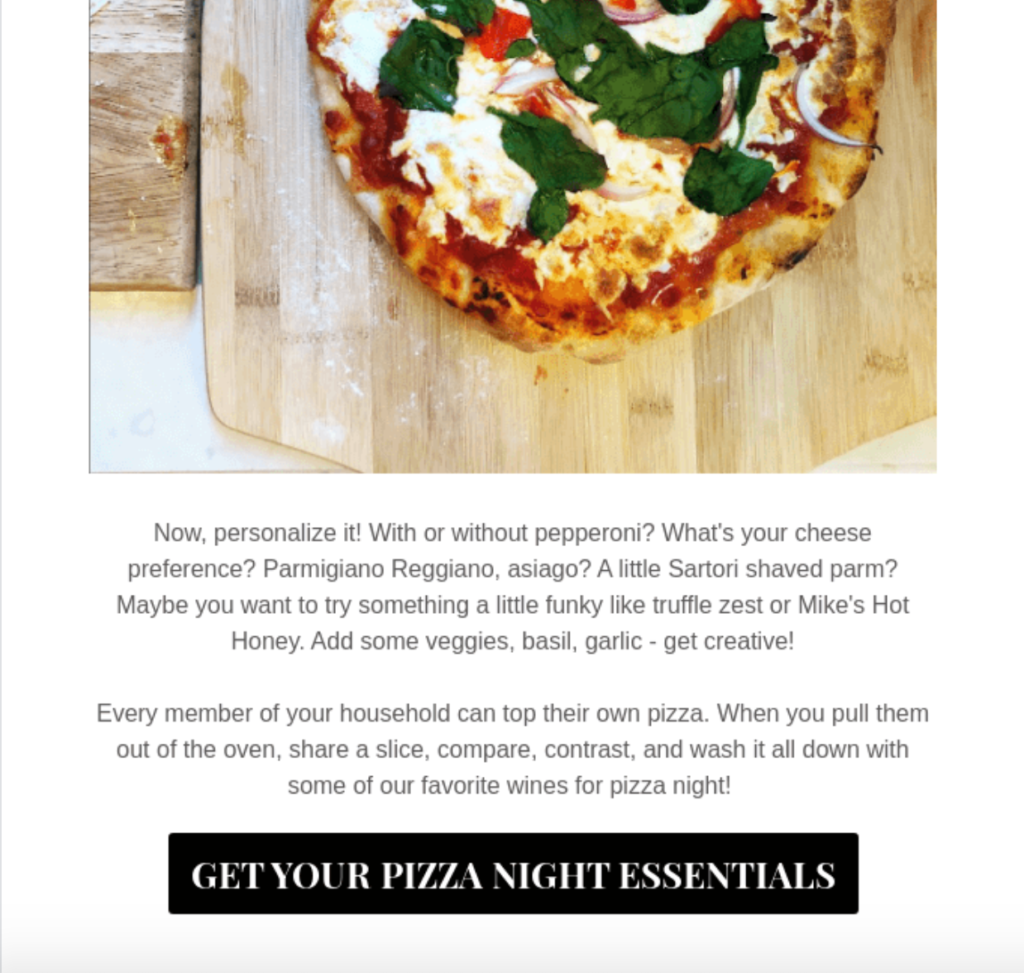 Now, personalize it! With or without pepperoni? What's your cheese
preference? Parmigiano Reggiano, asiago? A little Sartori shaved parm?
Maybe you want to try something a little funky like truffle zest or Mike's Hot
Honey. Add some veggies, basil, garlic - get creative!
Every member of your household can top their own pizza. When you pull them
out of the oven, share a slice, compare, contrast, and wash it all down with
some of our favorite wines for pizza night!
GET YOUR PIZZA NIGHT ESSENTIALS